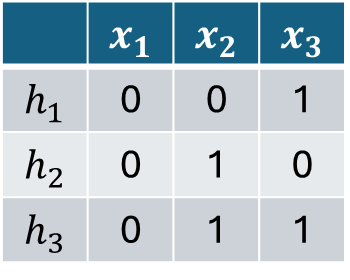 x₁ x₂ x₃
h₁ 0 0 1
h₂ 0 1 0
h₃ 0 1 1